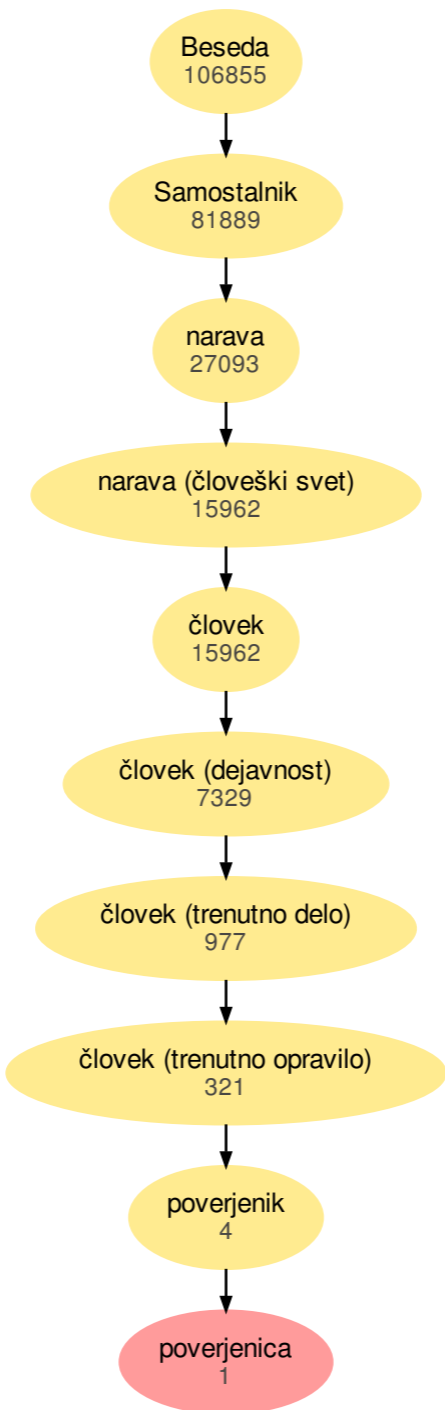 Beseda
106855
Samostalnik
81889
narava
27093
narava (človeški svet)
15962
človek
15962
človek (dejavnost)
7329
človek (trenutno delo)
977
človek (trenutno opravilo)
321
poverjenik
4
poverjenica
1